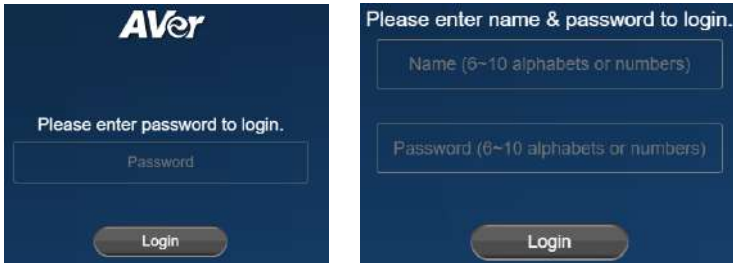 AVer
Please enter password to login.
Password
Login
Please enter name & password to login.
Name (6~10 alphabets or numbers)
Password (6~10 alphabets or numbers)
Login